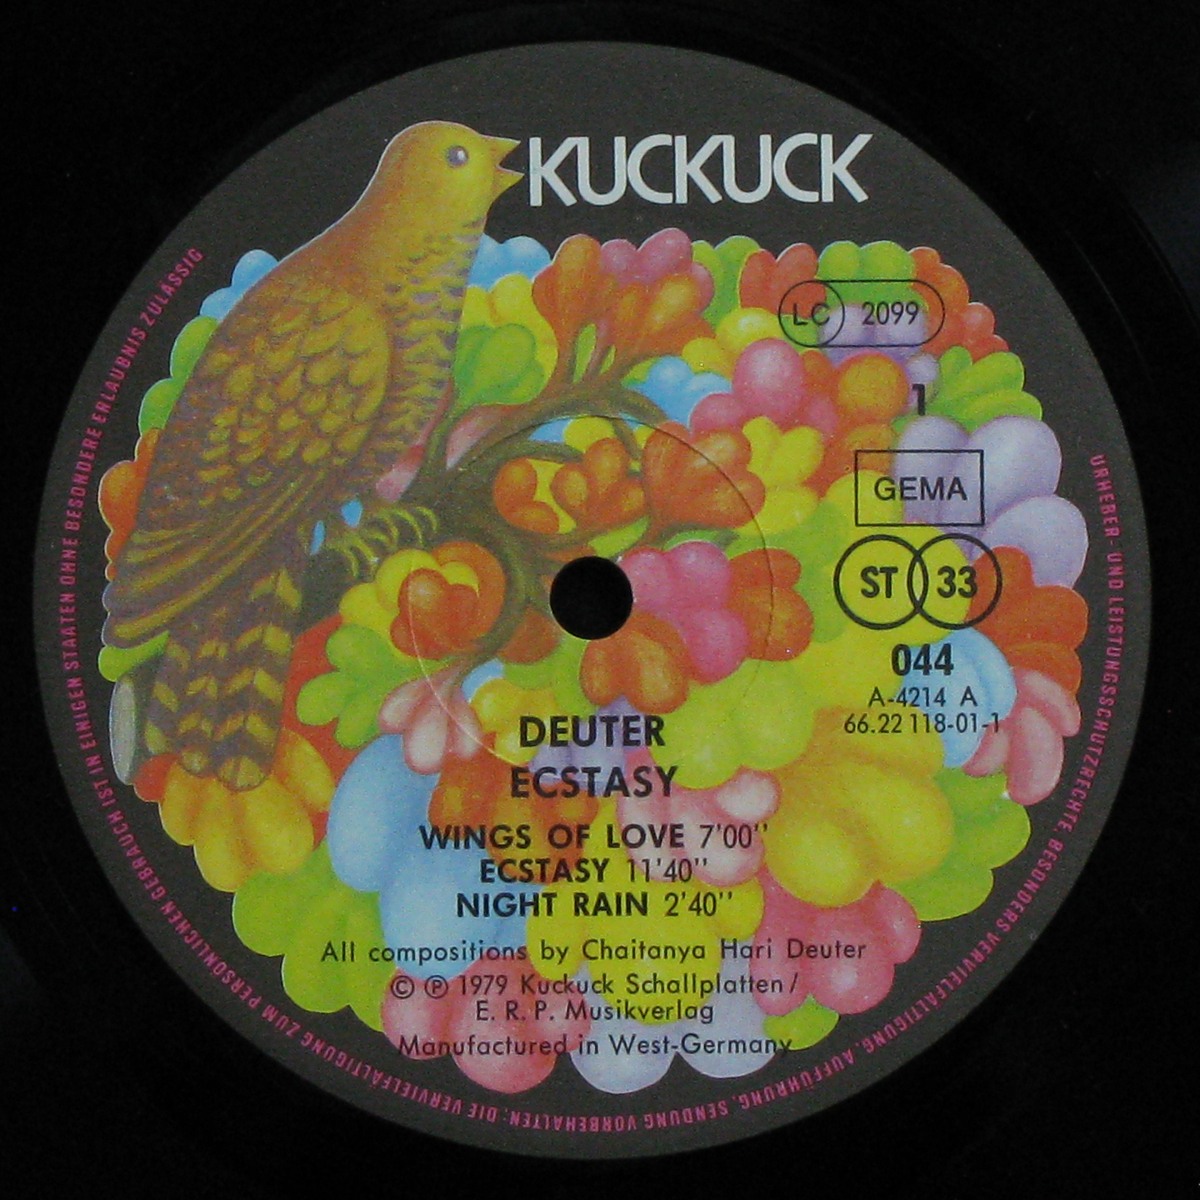 KUCKUCK
LC 2099
1
GEMA
ST 33
044
A-4214 A
66.22 118-01-1
DEUTER
ECSTASY
WINGS OF LOVE 7'00''
ECSTASY 11'40''
NIGHT RAIN 2'40''
All compositions by Chaitanya Hari Deuter
© ℗ 1979 Kuckuck Schallplatten /
E. R. P. Musikverlag
Manufactured in West-Germany
URHEBER- UND LEISTUNGSSCHUTZRECHTE, BESONDERS VERVIELFÄLTIGUNG, AUFFÜHRUNG, SENDUNG VORBEHALTEN; DIE VERVIELFÄLTIGUNG ZUM PERSÖNLICHEN GEBRAUCH IST IN EINIGEN STAATEN OHNE BESONDERE ERLAUBNIS ZULÄSSIG